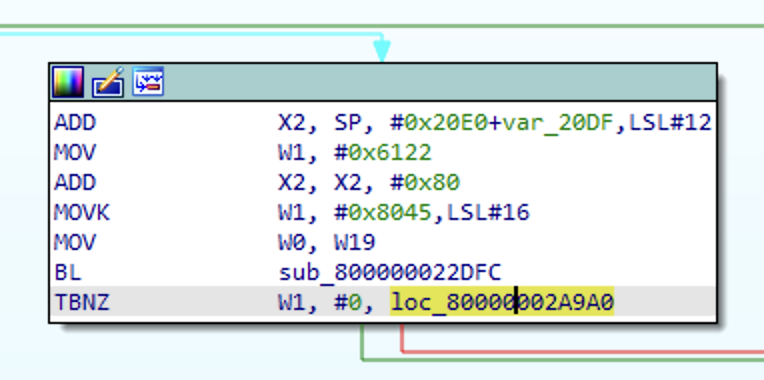 ADD X2, SP, #0x20E0+var_20DF,LSL#12
MOV W1, #0x6122
ADD X2, X2, #0x80
MOVK W1, #0x8045,LSL#16
MOV W0, W19
BL sub_800000022DFC
TBNZ W1, #0, loc_80000002A9A0